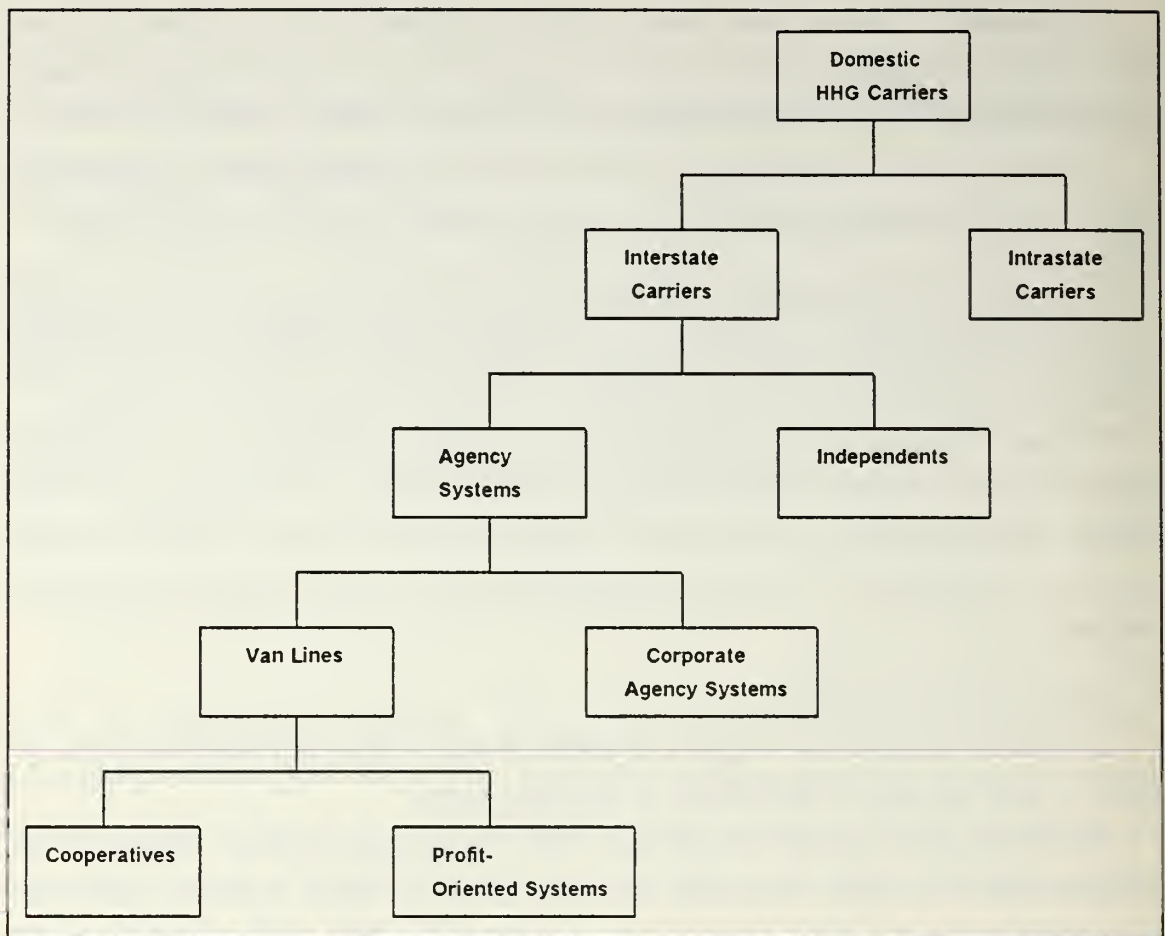 Domestic
HHG Carriers
Interstate
Carriers
Intrastate
Carriers
Agency
Systems
Independents
Van Lines
Corporate
Agency Systems
Cooperatives
Profit-
Oriented Systems